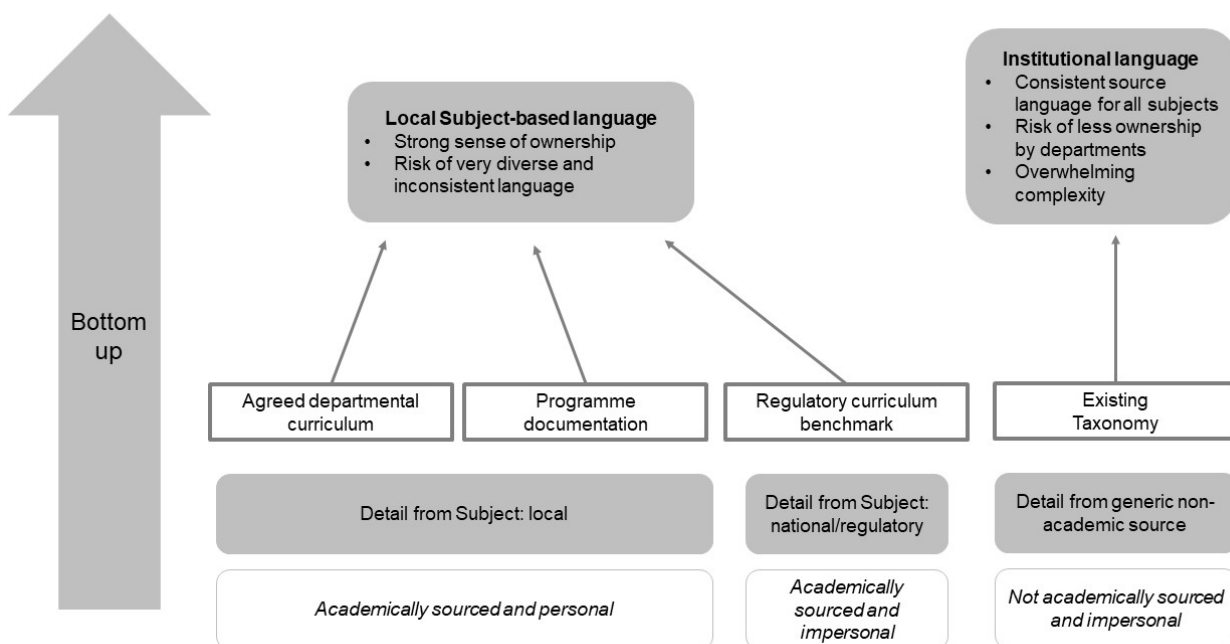 Institutional language
• Consistent source
language for all subjects
• Risk of less ownership
by departments
• Overwhelming
complexity
Local Subject-based language
• Strong sense of ownership
• Risk of very diverse and
inconsistent language
Bottom
up
Agreed departmental
curriculum
Programme
documentation
Regulatory curriculum
benchmark
Existing
Taxonomy
Detail from Subject: local
Detail from Subject:
national/regulatory
Detail from generic non-
academic source
Academically sourced and personal
Academically
sourced and
impersonal
Not academically sourced
and impersonal